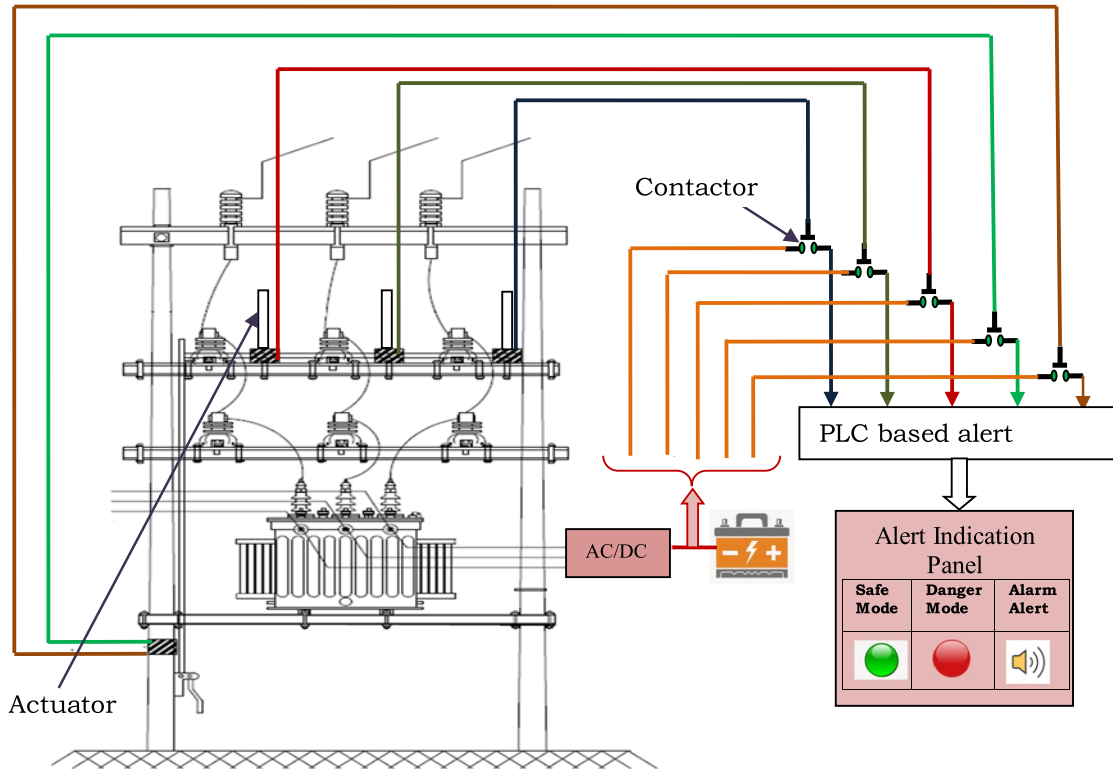 Contactor
PLC based alert
AC/DC
Alert Indication
Panel
Safe
Mode
Danger
Mode
Alarm
Alert
Actuator